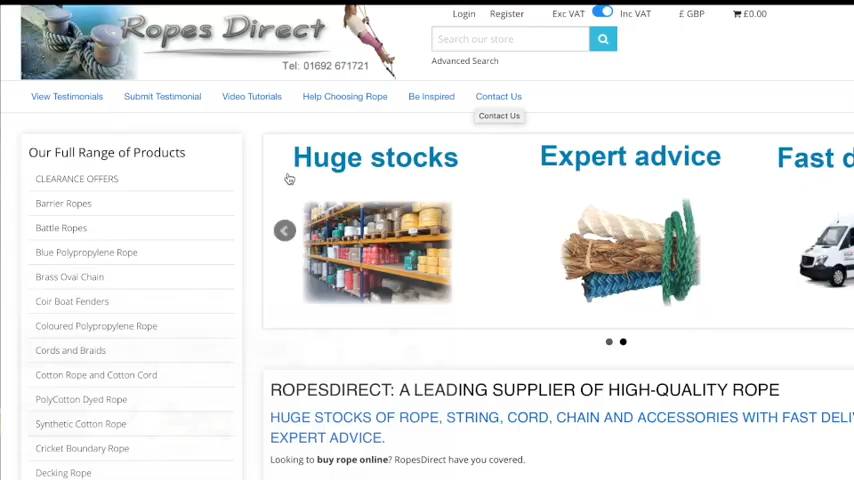 Login Register Exc VAT Inc VAT £ GBP £0.00
Ropes Direct
Search our store
Tel: 01692 671721
Advanced Search
View Testimonials Submit Testimonial Video Tutorials Help Choosing Rope Be Inspired Contact Us
Contact Us
Our Full Range of Products
CLEARANCE OFFERS
Barrier Ropes
Battle Ropes
Blue Polypropylene Rope
Brass Oval Chain
Coir Boat Fenders
Coloured Polypropylene Rope
Cords and Braids
Cotton Rope and Cotton Cord
PolyCotton Dyed Rope
Synthetic Cotton Rope
Cricket Boundary Rope
Decking Rope
Huge stocks Expert advice Fast d
ROPESDIRECT: A LEADING SUPPLIER OF HIGH-QUALITY ROPE
HUGE STOCKS OF ROPE, STRING, CORD, CHAIN AND ACCESSORIES WITH FAST DELIV
EXPERT ADVICE.
Looking to buy rope online? RopesDirect have you covered.